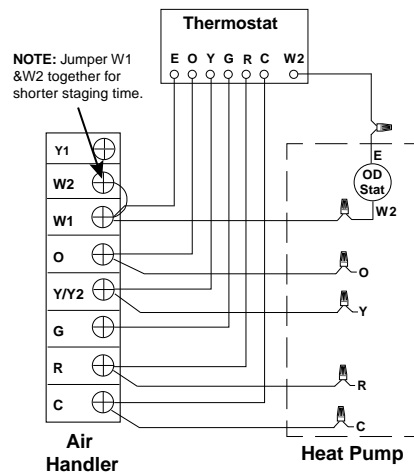 Thermostat
E O Y G R C W2
NOTE: Jumper W1
&W2 together for
shorter staging time.
Y1
W2
W1
O
Y/Y2
G
R
C
Air
Handler
E
OD
Stat
W2
O
Y
R
C
Heat Pump